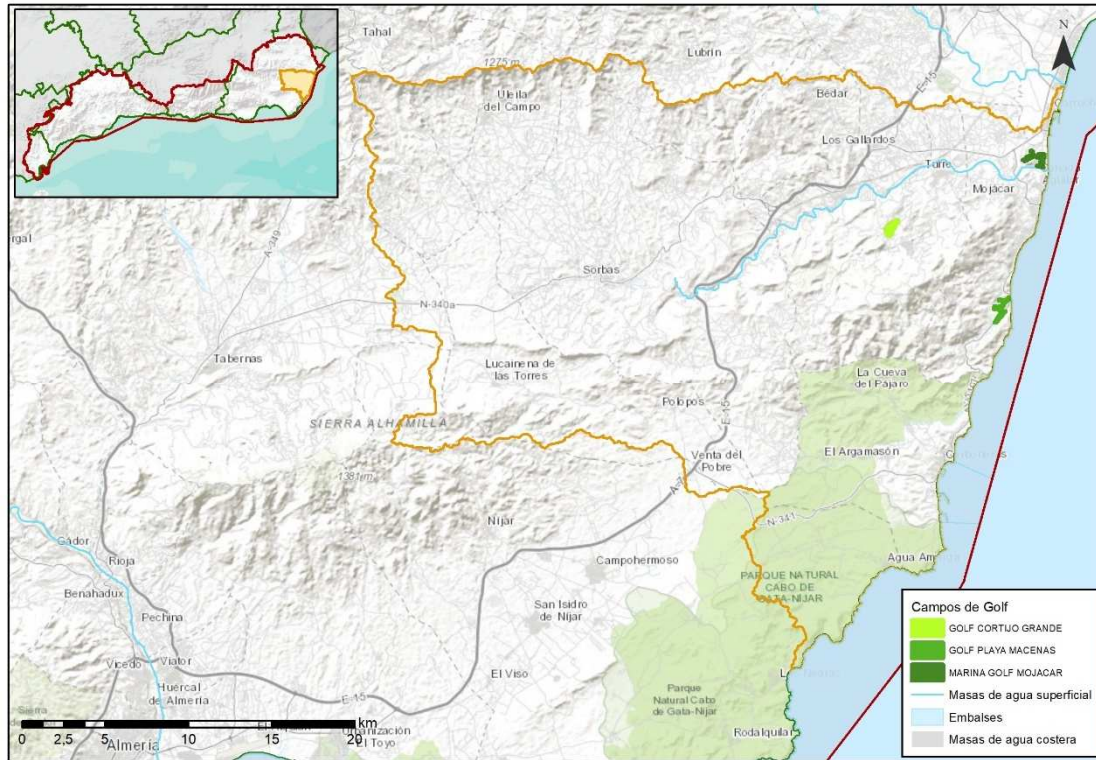 Tahal
1275 m
Lubrín
N
Uleila
del Campo
Bédar
E-15
Los Gallardos
Turre
Mojácar
A-349
Sorbas
N-340a
Tabernas
Lucainena de
las Torres
La Cueva
del Pájaro
Polopos
E-15
SIERRA ALHAMILLA
El Argamasón
Venta del
Pobre
1381 m
A-7
N-341
Níjar
Agua
Gádor
Rioja
Campohermoso
PARQUE NATURAL
CABO DE
GATA-NÍJAR
Benahadux
Pechina
San Isidro
de Níjar
Vícar
Viator
El Viso
Huércal
de Almería
E-15
Parque
Natural Cabo
de Gata-Níjar
Rodalquilar
El Toyo
Almería
km
0 2,5 5 10 15 20
Campos de Golf
GOLF CORTIJO GRANDE
GOLF PLAYA MACENAS
MARINA GOLF MOJACAR
Masas de agua superficial
Embalses
Masas de agua costera